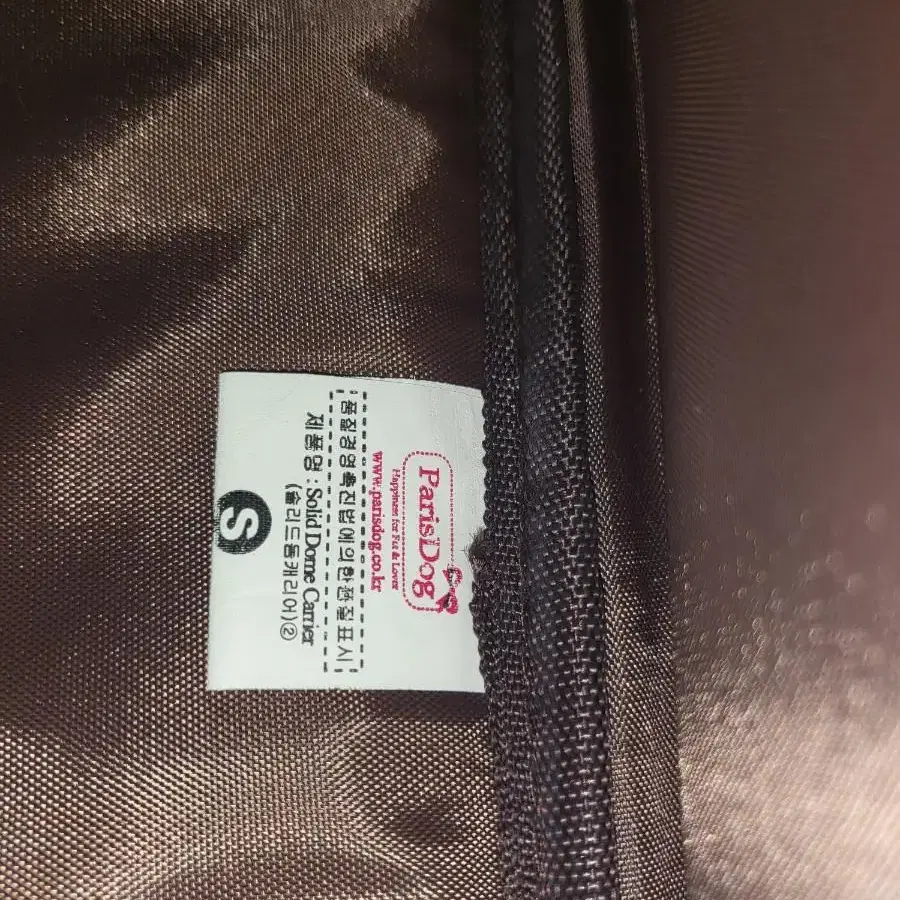 ParisDog
Happiness for Pet & Lover
www.parisdog.co.kr
품질경영촉진법에의한품질표시
제품명 : Solid Dome Carrier
(솔리드돔캐리어)②
S